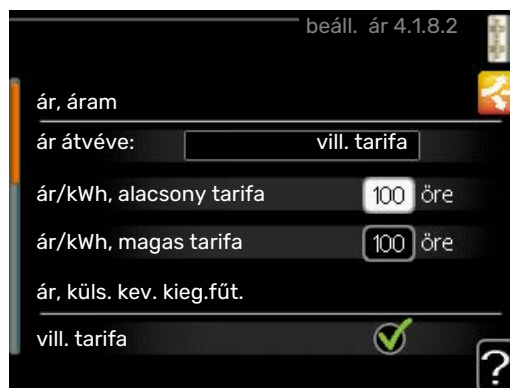 beáll. ár 4.1.8.2
ár, áram
ár átvéve: vill. tarifa
ár/kWh, alacsony tarifa 100 öre
ár/kWh, magas tarifa 100 öre
ár, küls. kev. kieg.fűt.
vill. tarifa
?